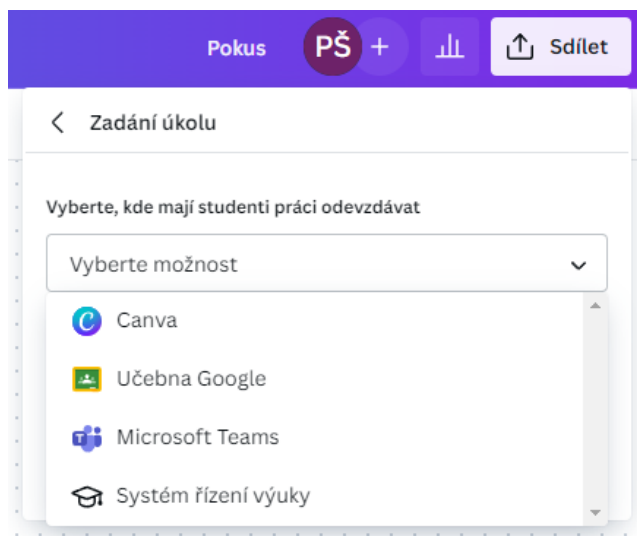 Pokus PŠ + Sdílet
Zadání úkolu
Vyberte, kde mají studenti práci odevzdávat
Vyberte možnost
Canva
Učebna Google
Microsoft Teams
Systém řízení výuky